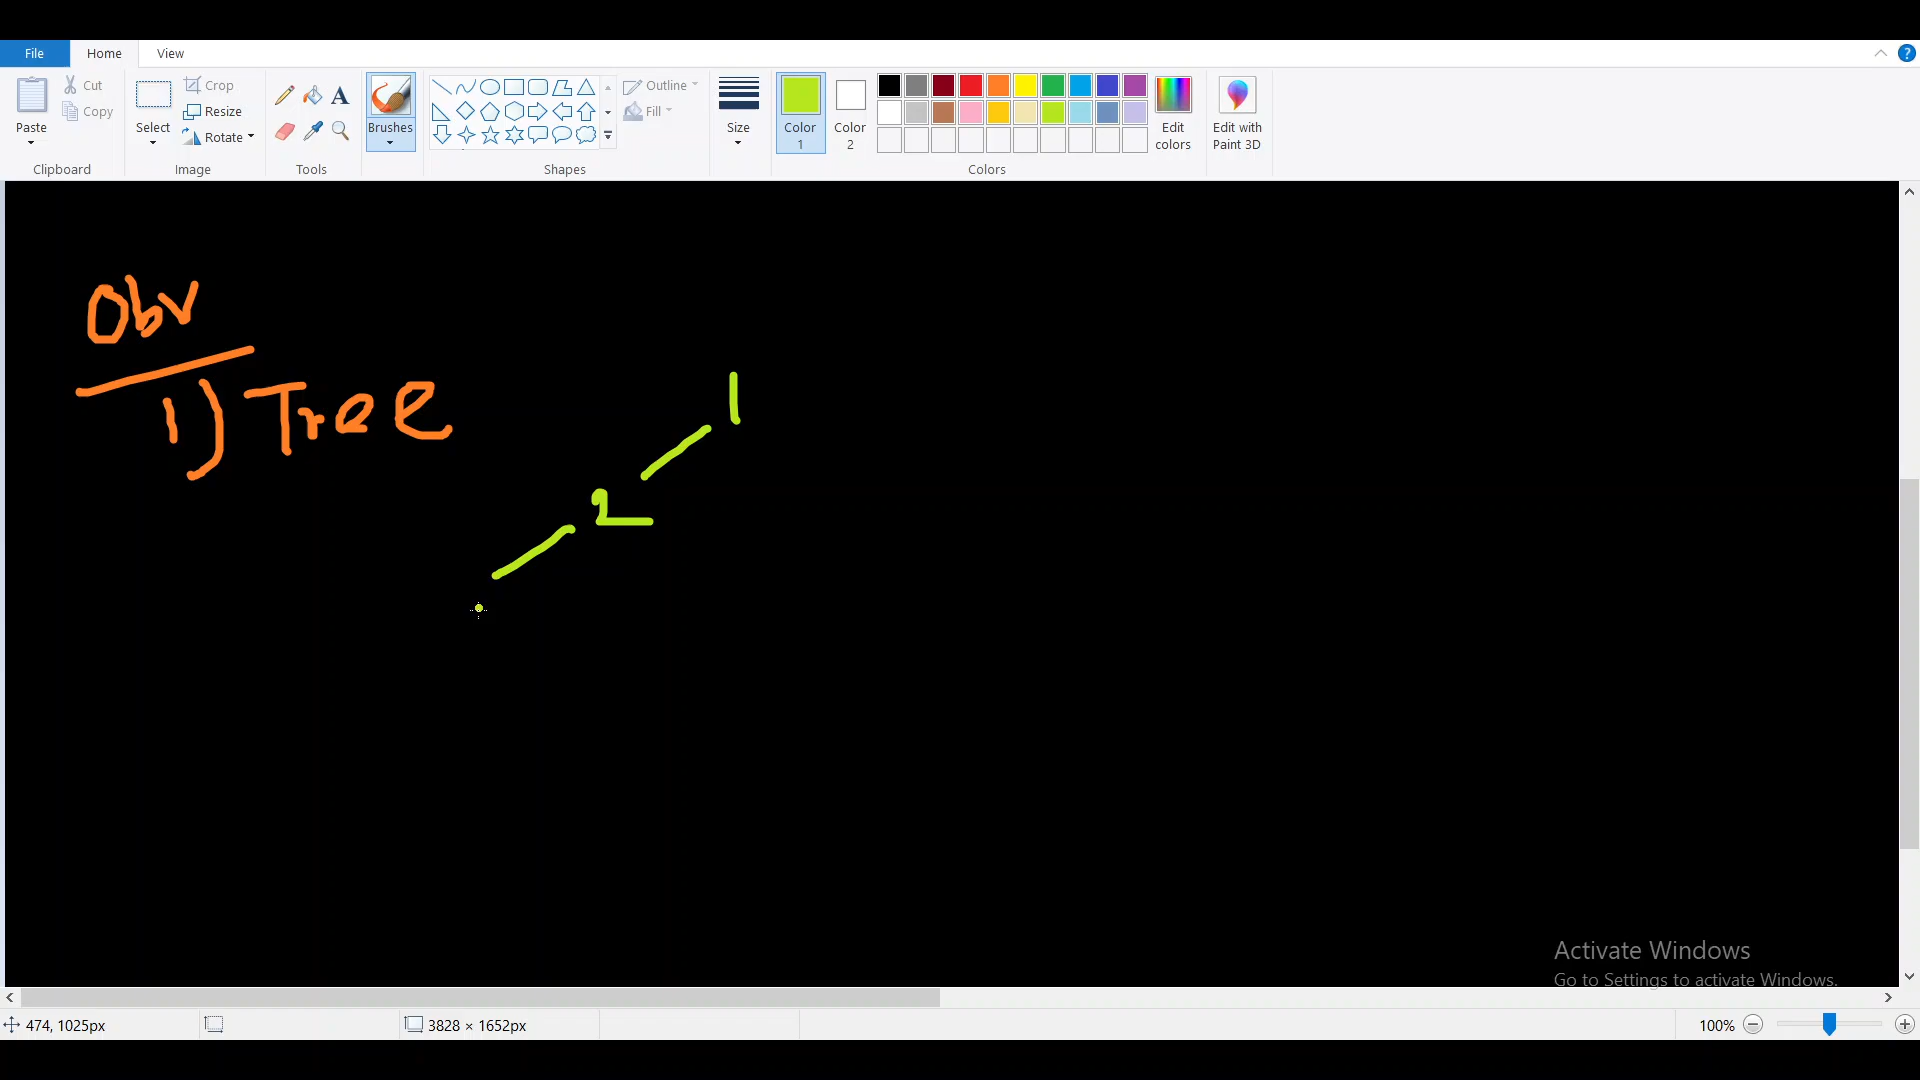 File Home View
Paste
Cut
Copy
Clipboard
Select
Crop
Resize
Rotate
Image
A
Tools
Brushes
Shapes
Outline
Fill
Size
Color 1
Color 2
Edit colors
Colors
Edit with Paint 3D
Obv
1) Tree
1
2
Activate Windows
Go to Settings to activate Windows.
474, 1025px
3828 × 1652px
100%